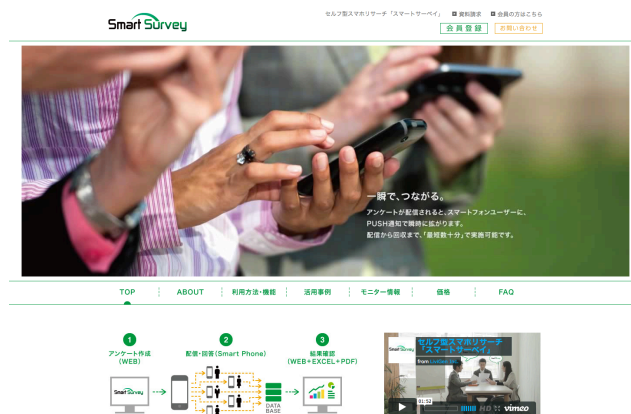 Smart Survey
セルフ型スマホリサーチ「スマートサーベイ」 資料請求 会員の方はこちら
会員登録 お問い合わせ
一瞬で、つながる。
アンケートが配信されると、スマートフォンユーザーに、
PUSH通知で瞬時に拡がります。
配信から回収まで、「最短数十分」で実施可能です。
TOP ABOUT 利用方法・機能 活用事例 モニター情報 価格 FAQ
1 2 3
アンケート作成 配信・回答(Smart Phone) 結果確認
(WEB) (WEB+EXCEL+PDF)
Smart Survey
DATA
BASE
Smart Survey
セルフ型スマホリサーチ
「スマートサーベイ」
from
01:52
HD vimeo